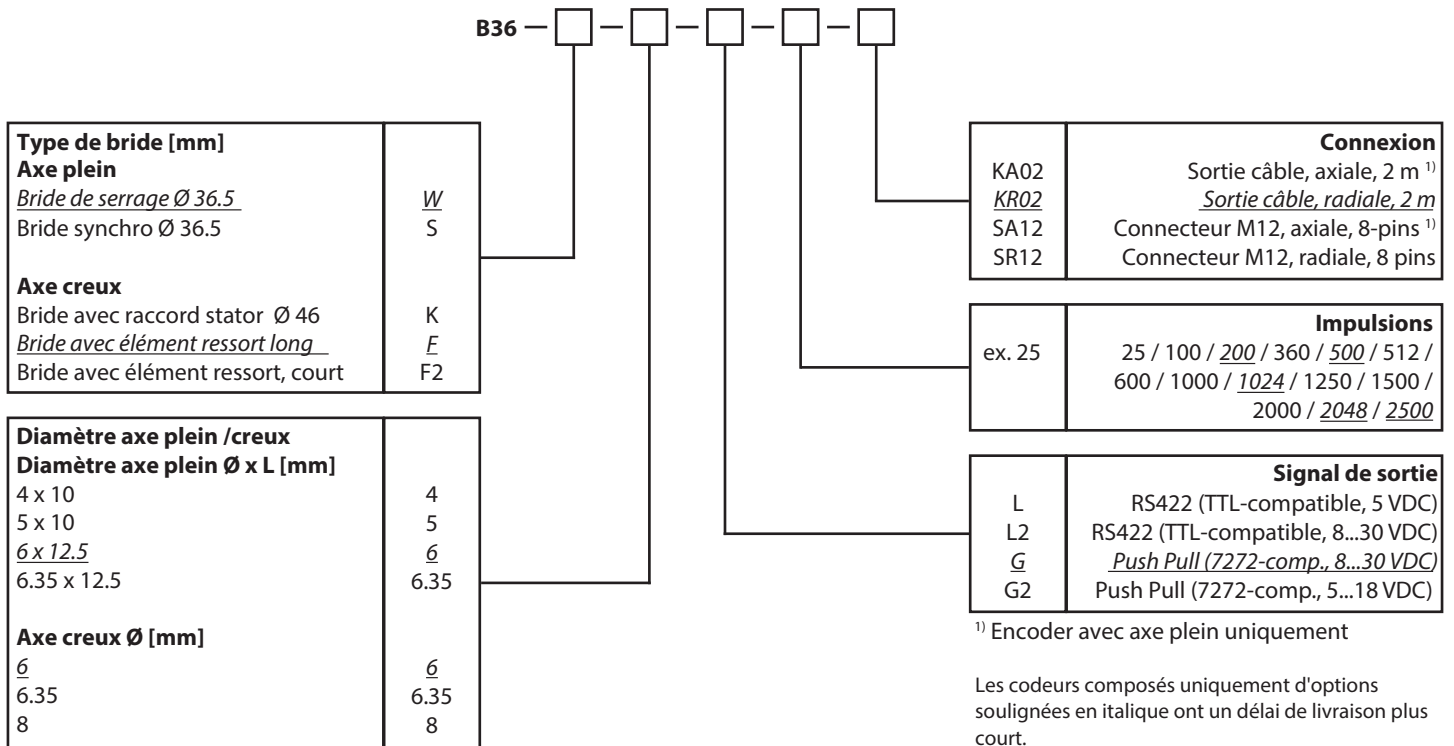 B36
Type de bride [mm]
Axe plein
Bride de serrage Ø 36.5 W
Bride synchro Ø 36.5 S
Axe creux
Bride avec raccord stator Ø 46 K
Bride avec élément ressort long F
Bride avec élément ressort, court F2
Diamètre axe plein /creux
Diamètre axe plein Ø x L [mm]
4 x 10 4
5 x 10 5
6 x 12.5 6
6.35 x 12.5 6.35
Axe creux Ø [mm]
6 6
6.35 6.35
8 8
Connexion
KA02 Sortie câble, axiale, 2 m 1)
KR02 Sortie câble, radiale, 2 m
SA12 Connecteur M12, axiale, 8-pins 1)
SR12 Connecteur M12, radiale, 8 pins
Impulsions
ex. 25 25 / 100 / 200 / 360 / 500 / 512 /
600 / 1000 / 1024 / 1250 / 1500 /
2000 / 2048 / 2500
Signal de sortie
L RS422 (TTL-compatible, 5 VDC)
L2 RS422 (TTL-compatible, 8...30 VDC)
G Push Pull (7272-comp., 8...30 VDC)
G2 Push Pull (7272-comp., 5...18 VDC)
1) Encoder avec axe plein uniquement
Les codeurs composés uniquement d'options
soulignées en italique ont un délai de livraison plus
court.